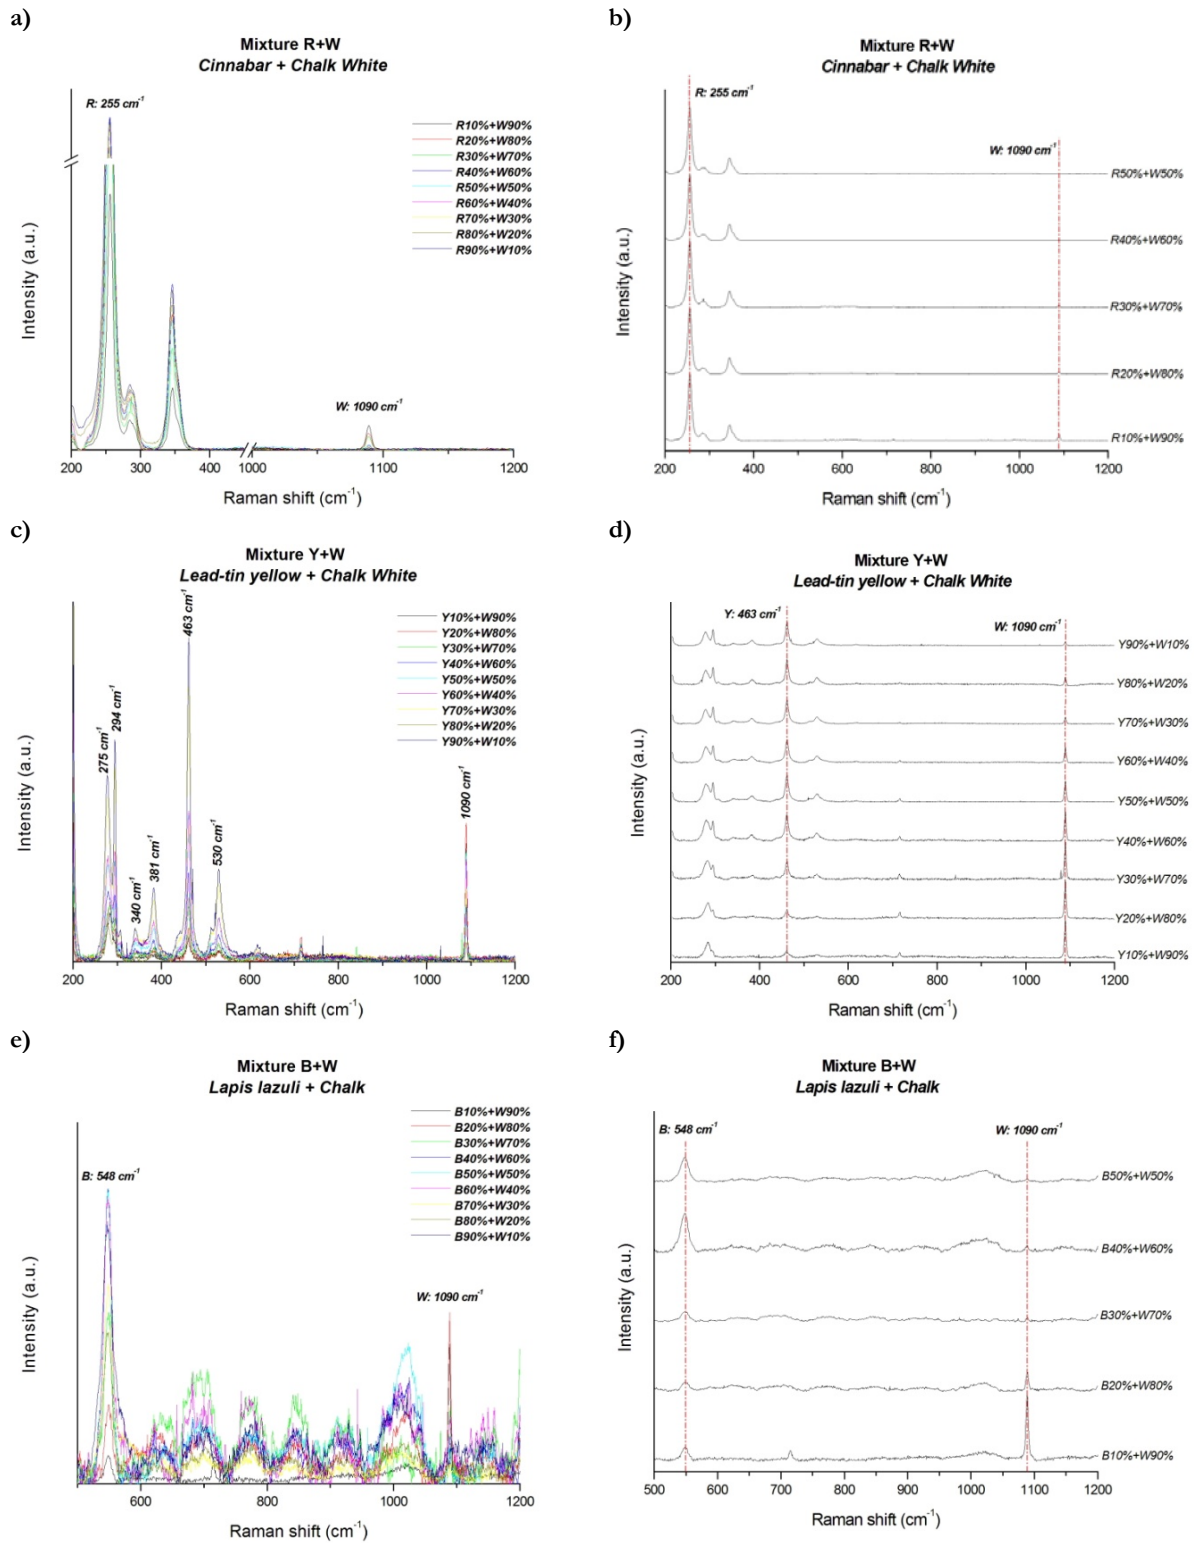 a)
Mixture R+W
Cinnabar + Chalk White
R: 255 cm⁻¹
R10%+W90%
R20%+W80%
R30%+W70%
R40%+W60%
R50%+W50%
R60%+W40%
R70%+W30%
R80%+W20%
R90%+W10%
W: 1090 cm⁻¹
Intensity (a.u.)
200 300 400 1000 1100 1200
Raman shift (cm⁻¹)
b)
Mixture R+W
Cinnabar + Chalk White
R: 255 cm⁻¹
W: 1090 cm⁻¹
R50%+W50%
R40%+W60%
R30%+W70%
R20%+W80%
R10%+W90%
Intensity (a.u.)
200 400 600 800 1000 1200
Raman shift (cm⁻¹)
c)
Mixture Y+W
Lead-tin yellow + Chalk White
275 cm⁻¹
294 cm⁻¹
340 cm⁻¹
381 cm⁻¹
463 cm⁻¹
530 cm⁻¹
1090 cm⁻¹
Y10%+W90%
Y20%+W80%
Y30%+W70%
Y40%+W60%
Y50%+W50%
Y60%+W40%
Y70%+W30%
Y80%+W20%
Y90%+W10%
Intensity (a.u.)
200 400 600 800 1000 1200
Raman shift (cm⁻¹)
d)
Mixture Y+W
Lead-tin yellow + Chalk White
Y: 463 cm⁻¹
W: 1090 cm⁻¹
Y90%+W10%
Y80%+W20%
Y70%+W30%
Y60%+W40%
Y50%+W50%
Y40%+W60%
Y30%+W70%
Y20%+W80%
Y10%+W90%
Intensity (a.u.)
200 400 600 800 1000 1200
Raman shift (cm⁻¹)
e)
Mixture B+W
Lapis lazuli + Chalk
B: 548 cm⁻¹
B10%+W90%
B20%+W80%
B30%+W70%
B40%+W60%
B50%+W50%
B60%+W40%
B70%+W30%
B80%+W20%
B90%+W10%
W: 1090 cm⁻¹
Intensity (a.u.)
600 800 1000 1200
Raman shift (cm⁻¹)
f)
Mixture B+W
Lapis lazuli + Chalk
B: 548 cm⁻¹
W: 1090 cm⁻¹
B50%+W50%
B40%+W60%
B30%+W70%
B20%+W80%
B10%+W90%
Intensity (a.u.)
500 600 700 800 900 1000 1100 1200
Raman shift (cm⁻¹)